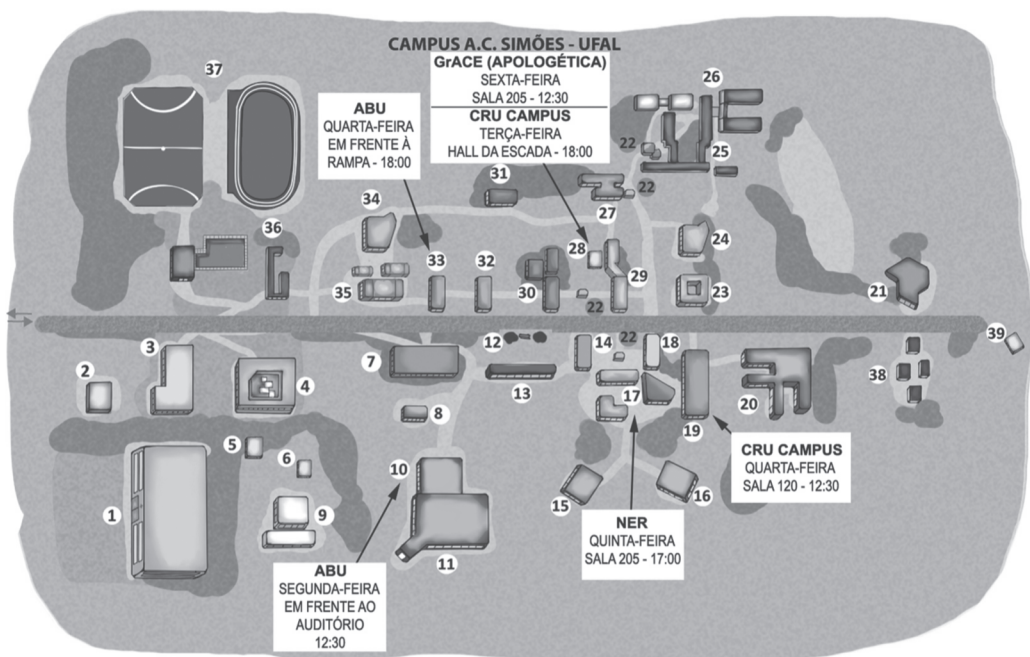 CAMPUS A.C. SIMÕES - UFAL
GrACE (APOLOGÉTICA)
SEXTA-FEIRA
SALA 205 - 12:30
CRU CAMPUS
TERÇA-FEIRA
HALL DA ESCADA - 18:00
ABU
QUARTA-FEIRA
EM FRENTE À
RAMPA - 18:00
37
26
22
25
31
22
27
34
33
32
28
24
36
35
30
29
22
23
21
39
3
12
14
22
18
2
7
13
38
4
17
20
8
19
5
6
10
CRU CAMPUS
QUARTA-FEIRA
SALA 120 - 12:30
1
9
15
16
NER
QUINTA-FEIRA
SALA 205 - 17:00
11
ABU
SEGUNDA-FEIRA
EM FRENTE AO
AUDITÓRIO
12:30